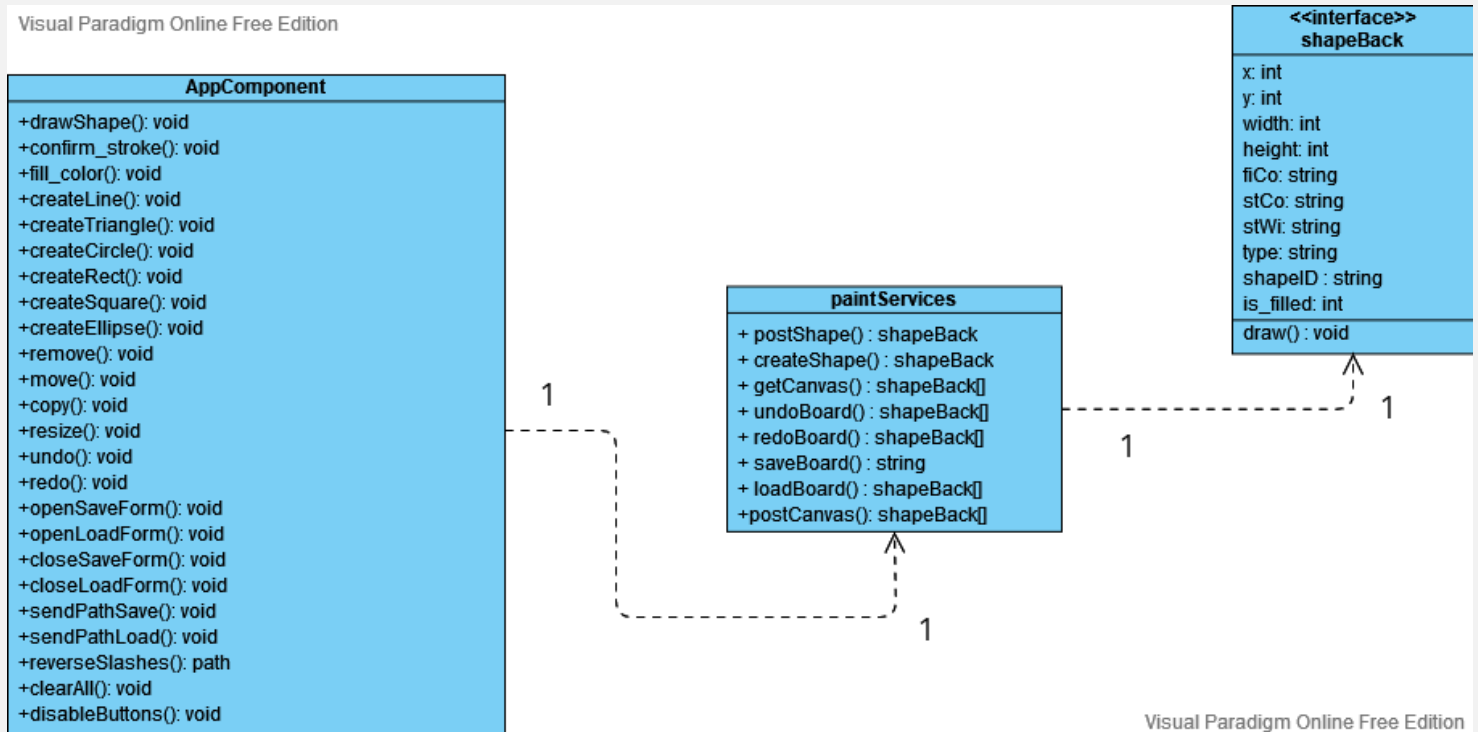 Visual Paradigm Online Free Edition
AppComponent
+drawShape(): void
+confirm_stroke(): void
+fill_color(): void
+createLine(): void
+createTriangle(): void
+createCircle(): void
+createRect(): void
+createSquare(): void
+createEllipse(): void
+remove(): void
+move(): void
+copy(): void
+resize(): void
+undo(): void
+redo(): void
+openSaveForm(): void
+openLoadForm(): void
+closeSaveForm(): void
+closeLoadForm(): void
+sendPathSave(): void
+sendPathLoad(): void
+reverseSlashes(): path
+clearAll(): void
+disableButtons(): void
1
1
paintServices
+ postShape() : shapeBack
+ createShape() : shapeBack
+ getCanvas() : shapeBack[]
+ undoBoard() : shapeBack[]
+ redoBoard() : shapeBack[]
+ saveBoard() : string
+ loadBoard() : shapeBack[]
+postCanvas(): shapeBack[]
1
1
<<interface>>
shapeBack
x: int
y: int
width: int
height: int
fiCo: string
stCo: string
stWi: string
type: string
shapeID : string
is_filled: int
draw() : void
Visual Paradigm Online Free Edition